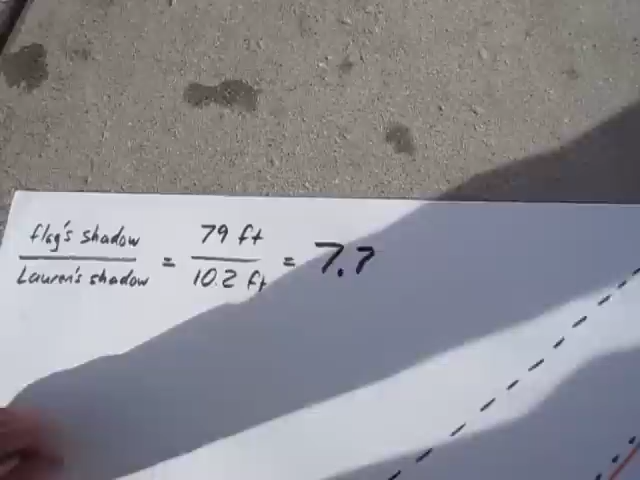 flag's shadow / Lauren's shadow = 79 ft / 10.2 ft = 7.7